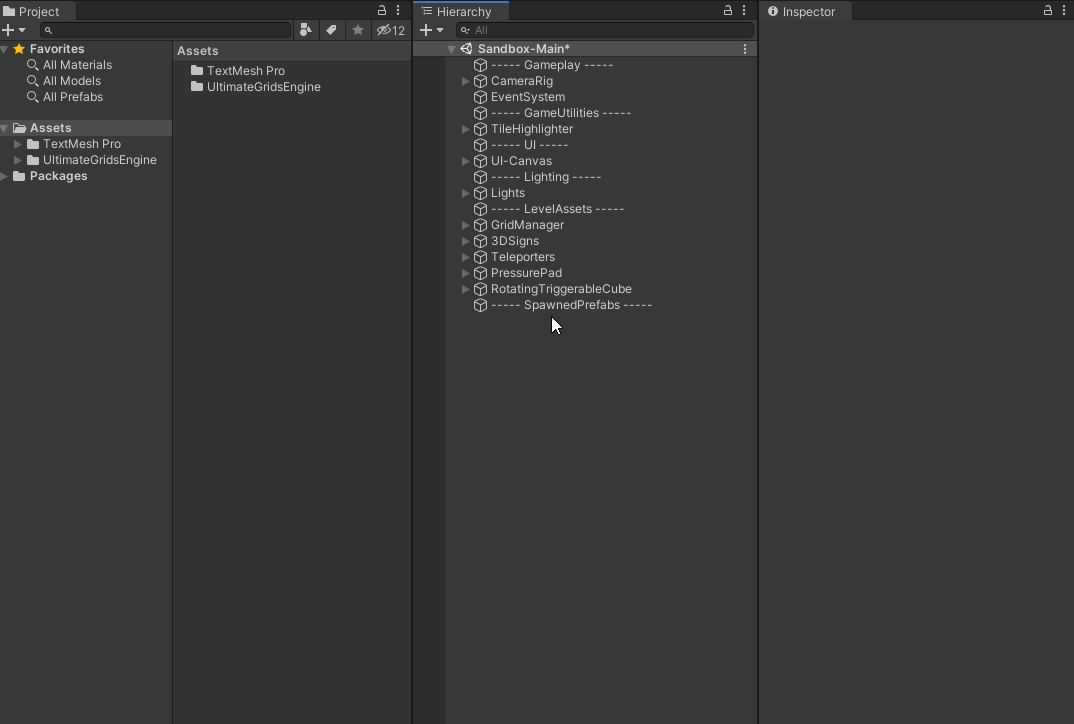 Project
12
Favorites
All Materials
All Models
All Prefabs
Assets
TextMesh Pro
UltimateGridsEngine
Packages
Assets
TextMesh Pro
UltimateGridsEngine
Hierarchy
All
Sandbox-Main*
----- Gameplay -----
CameraRig
EventSystem
----- GameUtilities -----
TileHighlighter
----- UI -----
UI-Canvas
----- Lighting -----
Lights
----- LevelAssets -----
GridManager
3DSigns
Teleporters
PressurePad
RotatingTriggerableCube
----- SpawnedPrefabs -----
Inspector